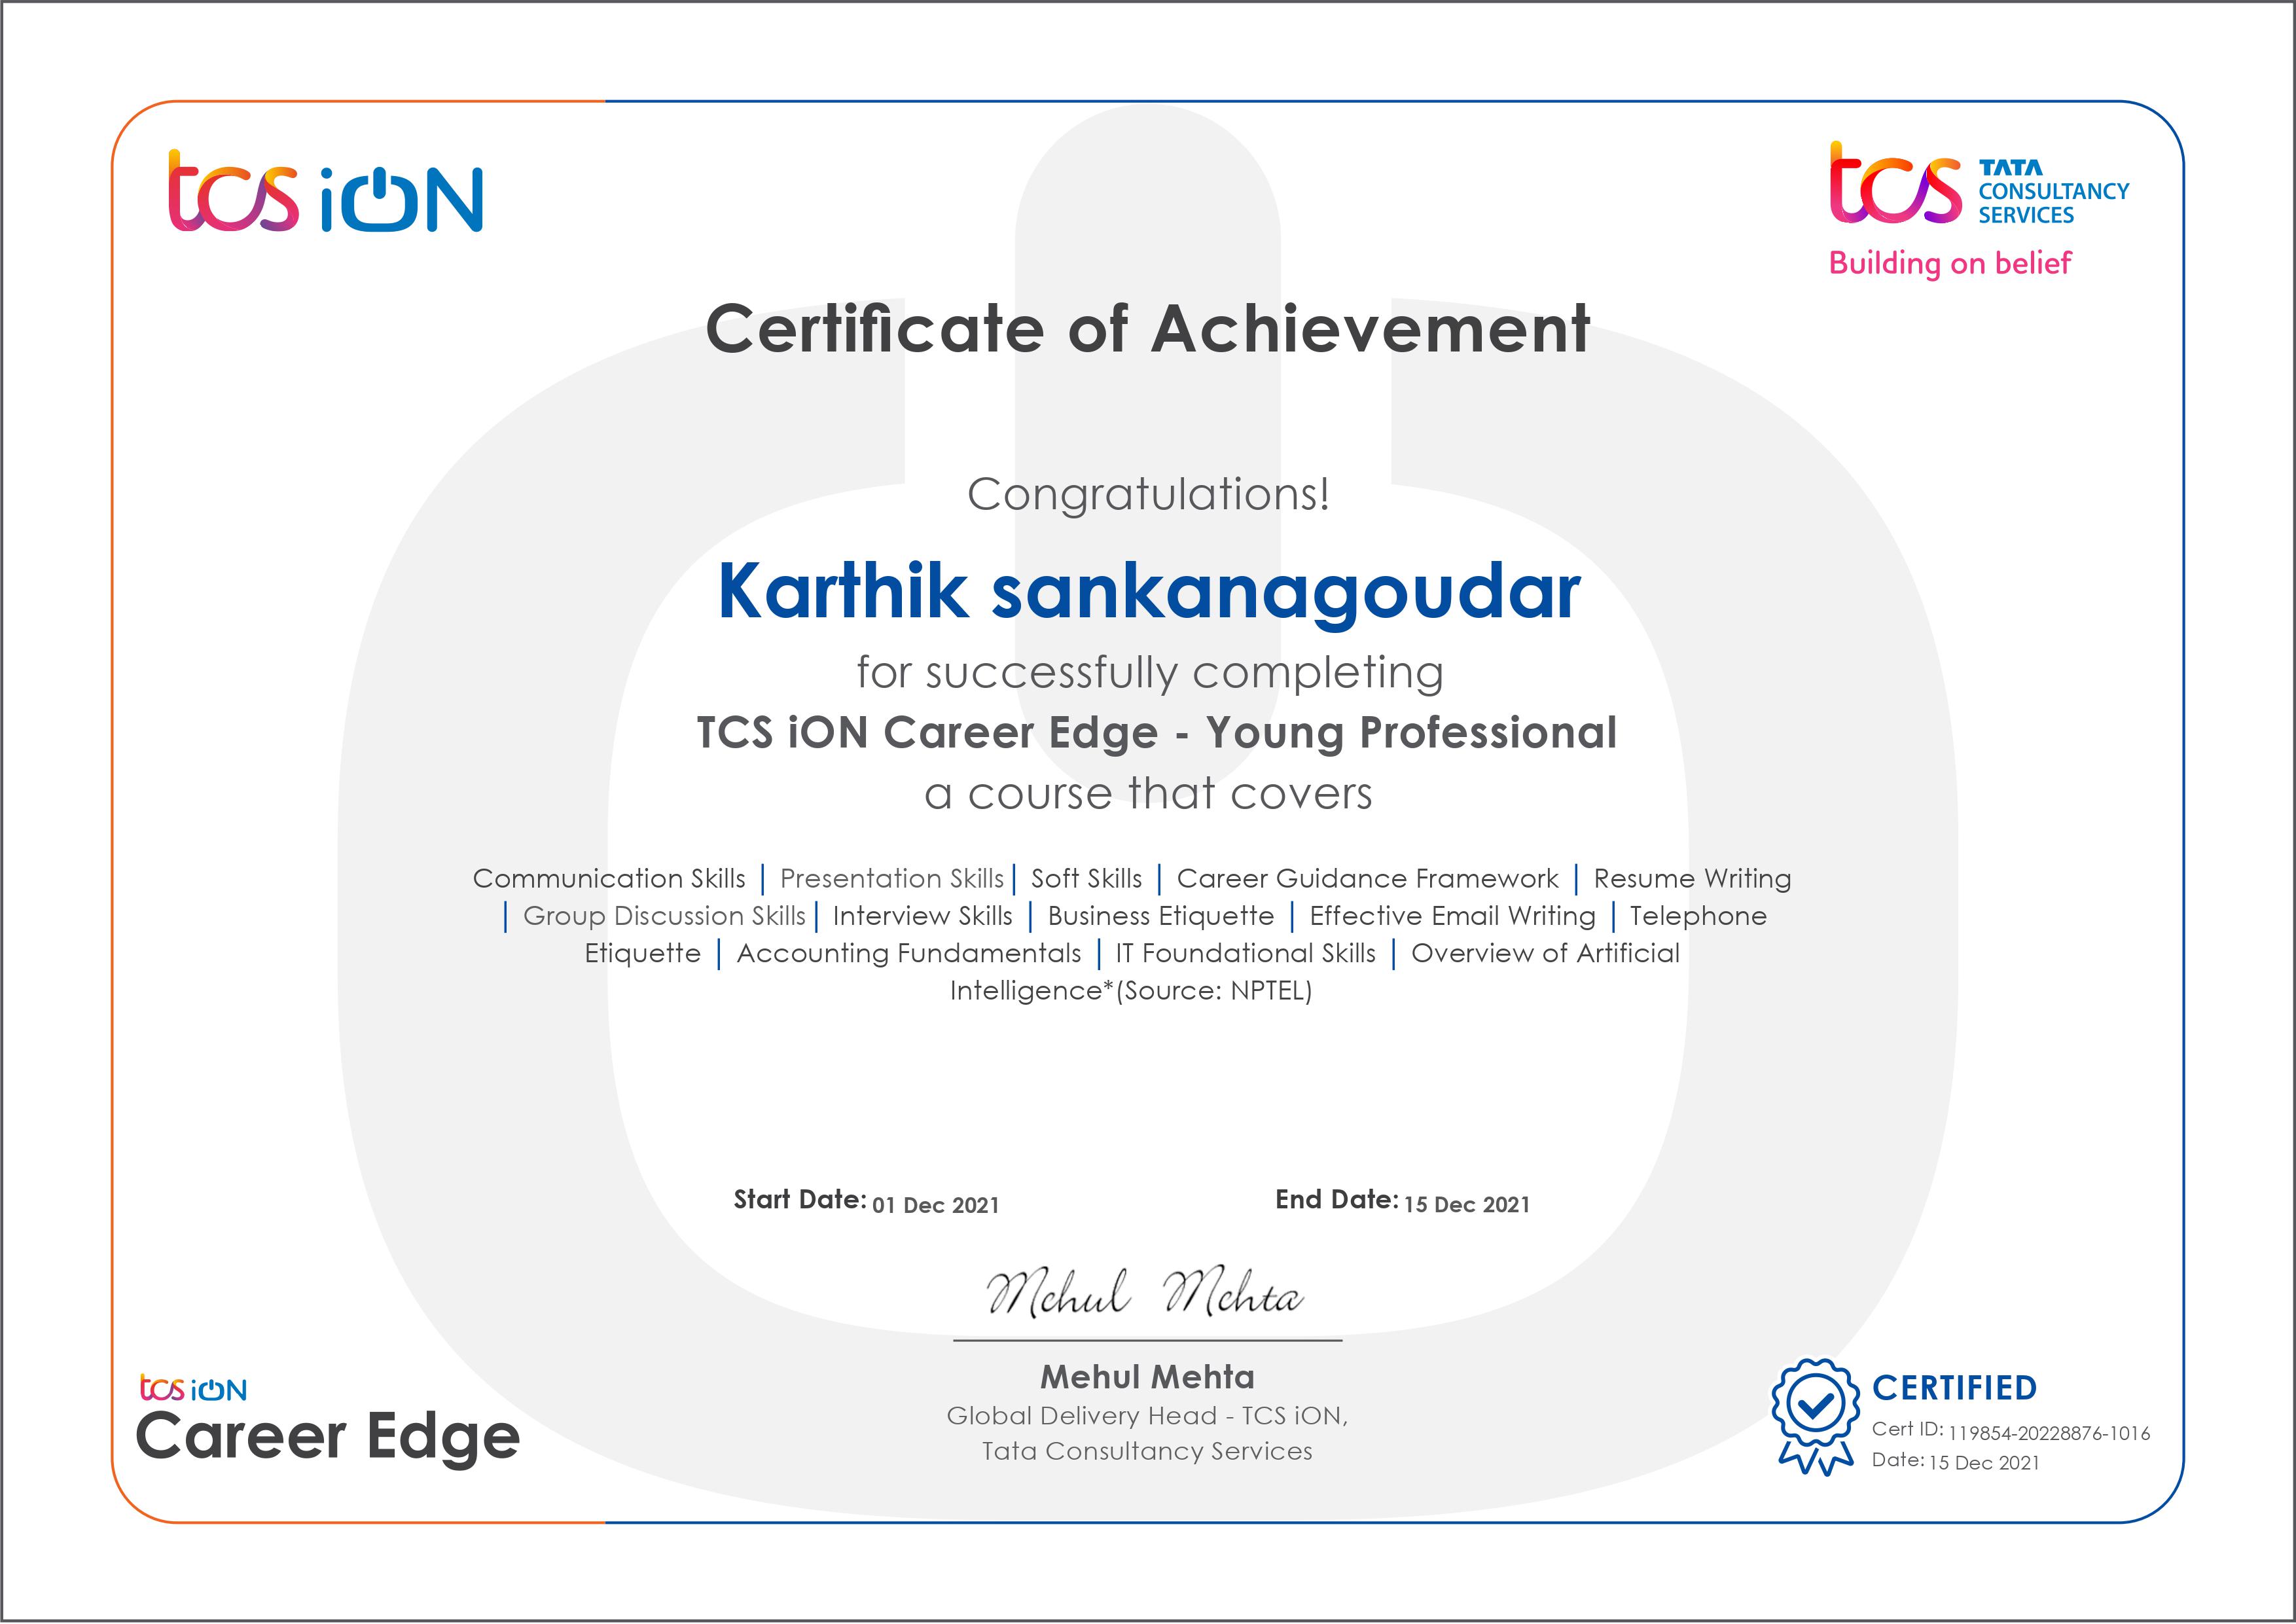 tcs iON
tcs TATA
CONSULTANCY
SERVICES
Building on belief
Certificate of Achievement
Congratulations!
Karthik sankanagoudar
for successfully completing
TCS iON Career Edge - Young Professional
a course that covers
Communication Skills | Presentation Skills | Soft Skills | Career Guidance Framework | Resume Writing
| Group Discussion Skills | Interview Skills | Business Etiquette | Effective Email Writing | Telephone
Etiquette | Accounting Fundamentals | IT Foundational Skills | Overview of Artificial
Intelligence*(Source: NPTEL)
Start Date: 01 Dec 2021
End Date: 15 Dec 2021
Mehul Mehta
Mehul Mehta
Global Delivery Head - TCS iON,
Tata Consultancy Services
tcs iON
Career Edge
CERTIFIED
Cert ID: 119854-20228876-1016
Date: 15 Dec 2021